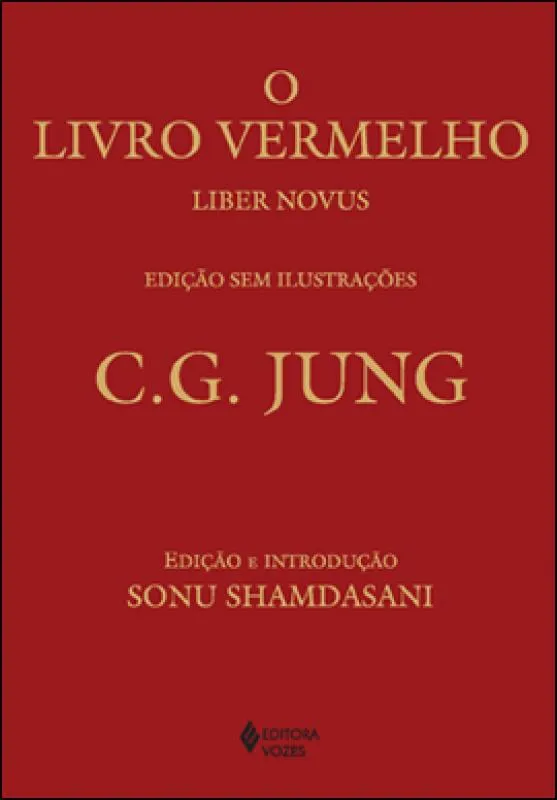 O
LIVRO VERMELHO
LIBER NOVUS
EDIÇÃO SEM ILUSTRAÇÕES
C.G. JUNG
EDIÇÃO E INTRODUÇÃO
SONU SHAMDASANI
EDITORA
VOZES